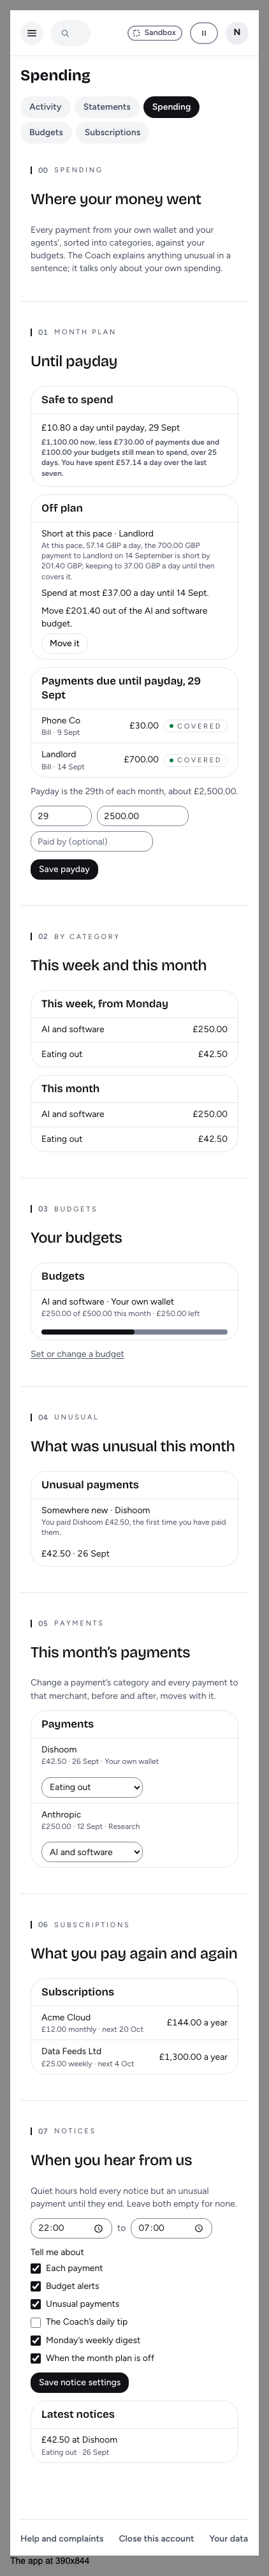 Sandbox
N
Spending
Activity
Statements
Spending
Budgets
Subscriptions
00 SPENDING
Where your money went
Every payment from your own wallet and your
agents', sorted into categories, against your
budgets. The Coach explains anything unusual in a
sentence; it talks only about your own spending.
01 MONTH PLAN
Until payday
Safe to spend
£10.80 a day until payday, 29 Sept
£1,100.00 now, less £730.00 of payments due and
£100.00 your budgets still mean to spend, over 25
days. You have spent £57.14 a day over the last
seven.
Off plan
Short at this pace · Landlord
At this pace, 57.14 GBP a day, the 700.00 GBP
payment to Landlord on 14 September is short by
201.40 GBP; keeping to 37.00 GBP a day until then
covers it.
Spend at most £37.00 a day until 14 Sept.
Move £201.40 out of the AI and software
budget.
Move it
Payments due until payday, 29
Sept
Phone Co
Bill · 9 Sept
£30.00
COVERED
Landlord
Bill · 14 Sept
£700.00
COVERED
Payday is the 29th of each month, about £2,500.00.
29
2500.00
Paid by (optional)
Save payday
02 BY CATEGORY
This week and this month
This week, from Monday
AI and software £250.00
Eating out £42.50
This month
AI and software £250.00
Eating out £42.50
03 BUDGETS
Your budgets
Budgets
AI and software · Your own wallet
£250.00 of £500.00 this month · £250.00 left
Set or change a budget
04 UNUSUAL
What was unusual this month
Unusual payments
Somewhere new · Dishoom
You paid Dishoom £42.50, the first time you have paid
them.
£42.50 · 26 Sept
05 PAYMENTS
This month's payments
Change a payment's category and every payment to
that merchant, before and after, moves with it.
Payments
Dishoom
£42.50 · 26 Sept · Your own wallet
Eating out
Anthropic
£250.00 · 12 Sept · Research
AI and software
06 SUBSCRIPTIONS
What you pay again and again
Subscriptions
Acme Cloud
£12.00 monthly · next 20 Oct
£144.00 a year
Data Feeds Ltd
£25.00 weekly · next 4 Oct
£1,300.00 a year
07 NOTICES
When you hear from us
Quiet hours hold every notice but an unusual
payment until they end. Leave both empty for none.
22:00 to 07:00
Tell me about
Each payment
Budget alerts
Unusual payments
The Coach's daily tip
Monday's weekly digest
When the month plan is off
Save notice settings
Latest notices
£42.50 at Dishoom
Eating out · 26 Sept
Help and complaints
Close this account
Your data
The app at 390x844